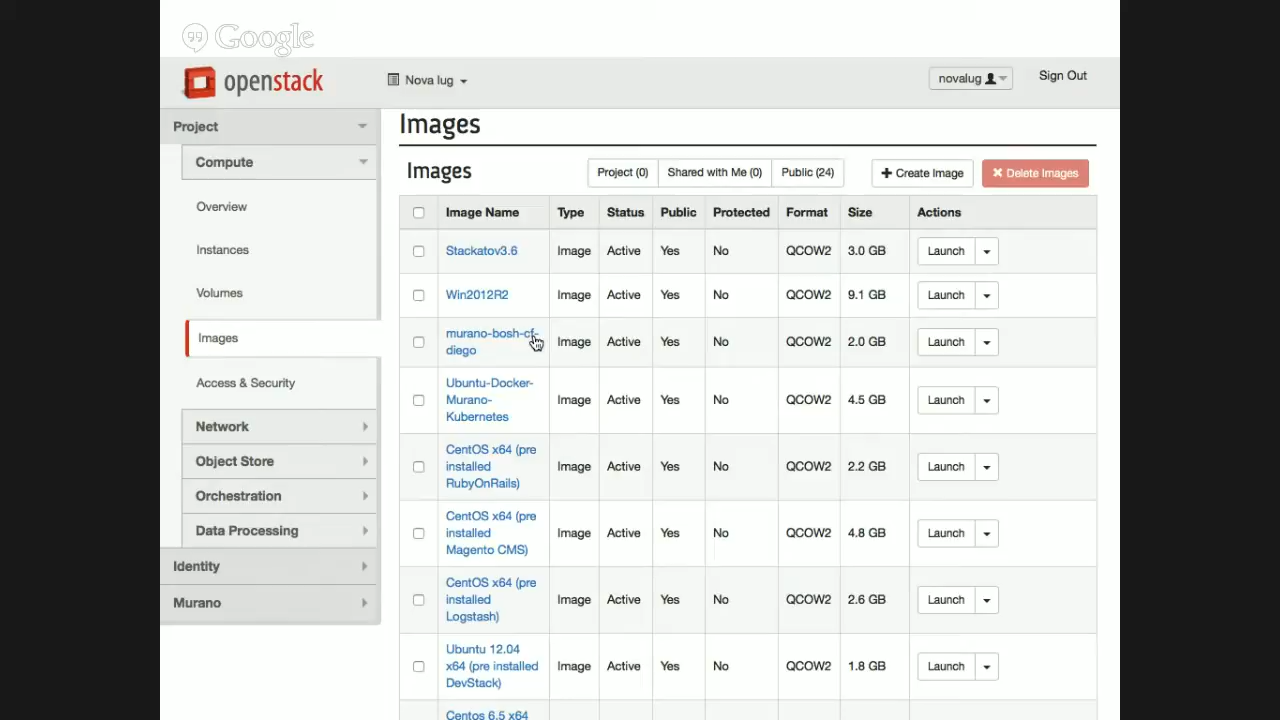 Google
openstack
Nova lug
novalug
Sign Out
Project
Compute
Overview
Instances
Volumes
Images
Access & Security
Network
Object Store
Orchestration
Data Processing
Identity
Murano
Images
Images
Project (0)
Shared with Me (0)
Public (24)
Create Image
Delete Images
Image Name Type Status Public Protected Format Size Actions
Stackatov3.6 Image Active Yes No QCOW2 3.0 GB Launch
Win2012R2 Image Active Yes No QCOW2 9.1 GB Launch
murano-bosh-cf-
diego Image Active Yes No QCOW2 2.0 GB Launch
Ubuntu-Docker-
Murano- Image Active Yes No QCOW2 4.5 GB Launch
Kubernetes
CentOS x64 (pre
installed Image Active Yes No QCOW2 2.2 GB Launch
RubyOnRails)
CentOS x64 (pre
installed Image Active Yes No QCOW2 4.8 GB Launch
Magento CMS)
CentOS x64 (pre
installed Image Active Yes No QCOW2 2.6 GB Launch
Logstash)
Ubuntu 12.04
x64 (pre installed Image Active Yes No QCOW2 1.8 GB Launch
DevStack)
Centos 6.5 x64